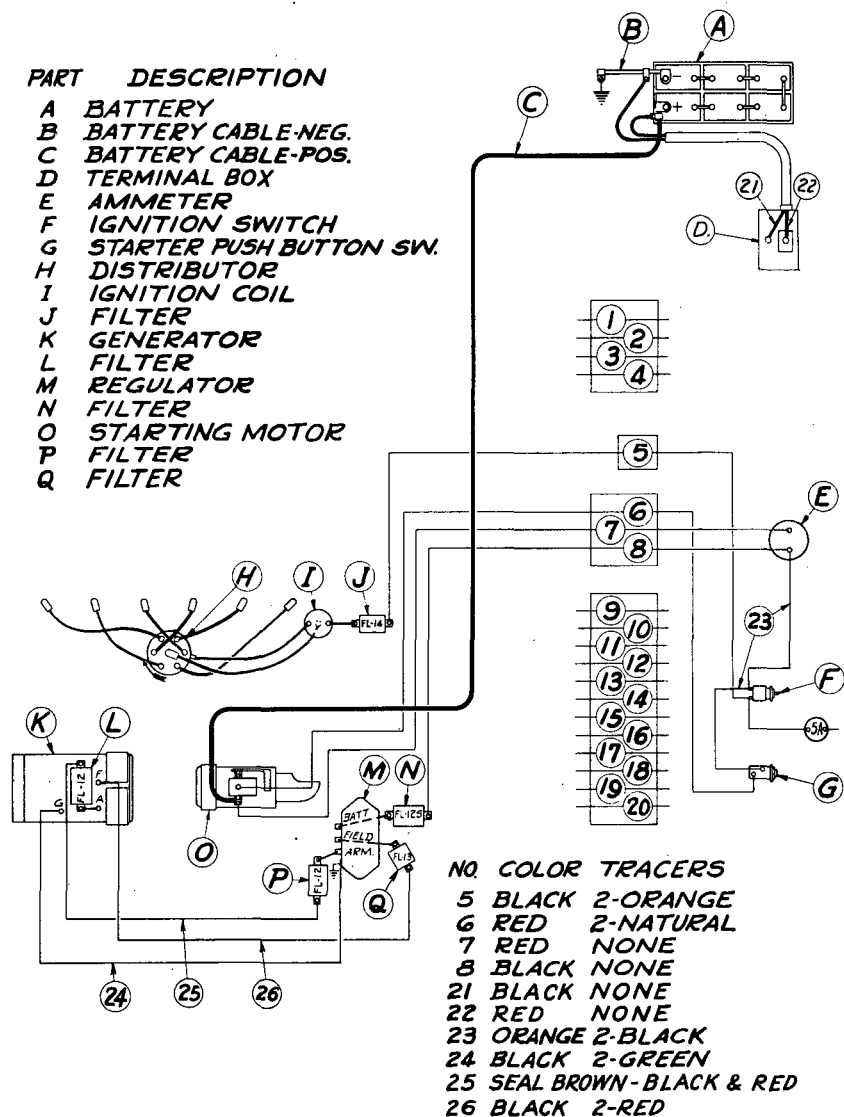 PART DESCRIPTION
A BATTERY
B BATTERY CABLE-NEG.
C BATTERY CABLE-POS.
D TERMINAL BOX
E AMMETER
F IGNITION SWITCH
G STARTER PUSH BUTTON SW.
H DISTRIBUTOR
I IGNITION COIL
J FILTER
K GENERATOR
L FILTER
M REGULATOR
N FILTER
O STARTING MOTOR
P FILTER
Q FILTER
B
A
- 
+
C
21
22
D.
1
2
3
4
5
6
7
8
E
H
I
J
FL-14
9
10
11
12
13
14
15
16
17
18
19
20
23
F
5A
G
K
L
FL-12
F
A
G
O
M
N
BATT
FL-125
FIELD
ARM.
FL-13
P
FL-12
Q
24
25
26
NO. COLOR TRACERS
5 BLACK 2-ORANGE
6 RED 2-NATURAL
7 RED NONE
8 BLACK NONE
21 BLACK NONE
22 RED NONE
23 ORANGE 2-BLACK
24 BLACK 2-GREEN
25 SEAL BROWN-BLACK & RED
26 BLACK 2-RED